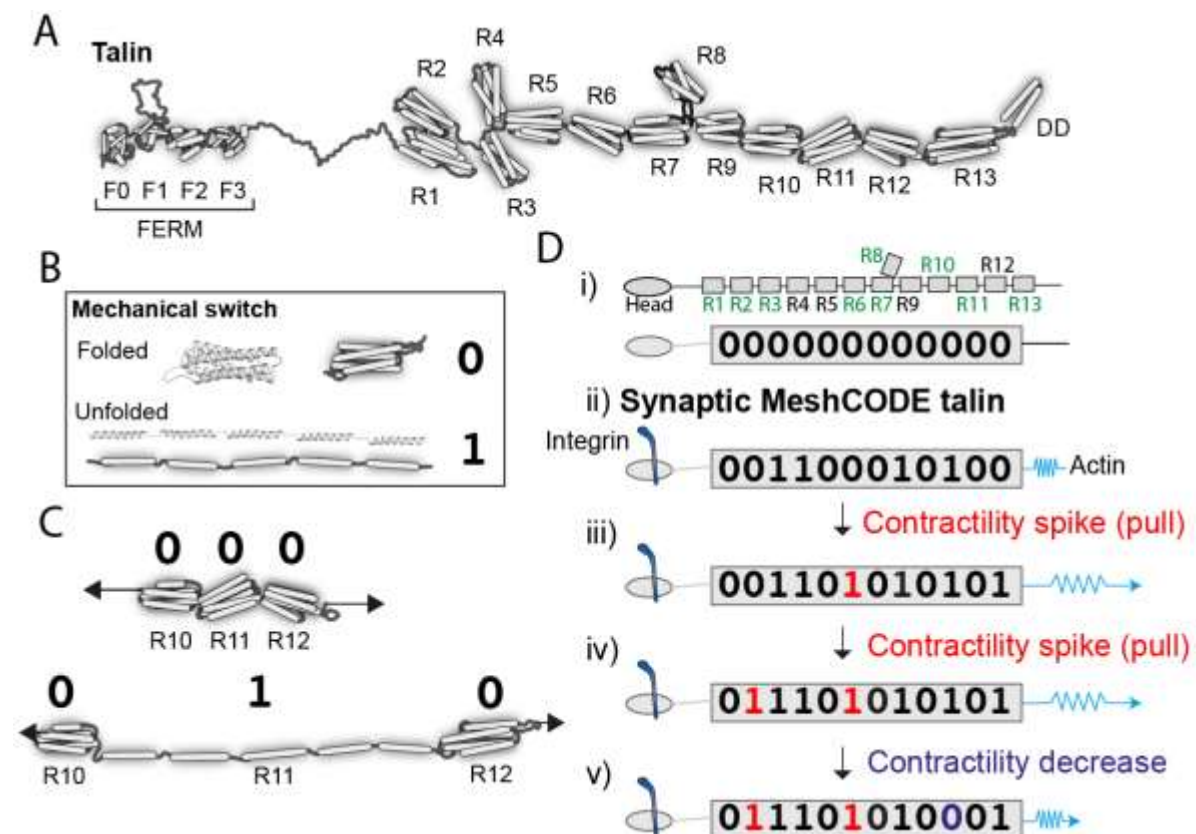 A
Talin
R4
R2
R5
R6
R8
DD
F0 F1 F2 F3
FERM
R1
R3
R7
R9
R10
R11
R12
R13
B
Mechanical switch
Folded
0
Unfolded
1
C
0 0 0
R10 R11 R12
0 1 0
R10 R11 R12
D
i)
R8 R10 R12
Head R1 R2 R3 R4 R5 R6 R7 R9 R11 R13
000000000000
ii) Synaptic MeshCODE talin
Integrin
001100010100
Actin
Contractility spike (pull)
iii)
001101010101
Contractility spike (pull)
iv)
011101010101
Contractility decrease
v)
011101010001